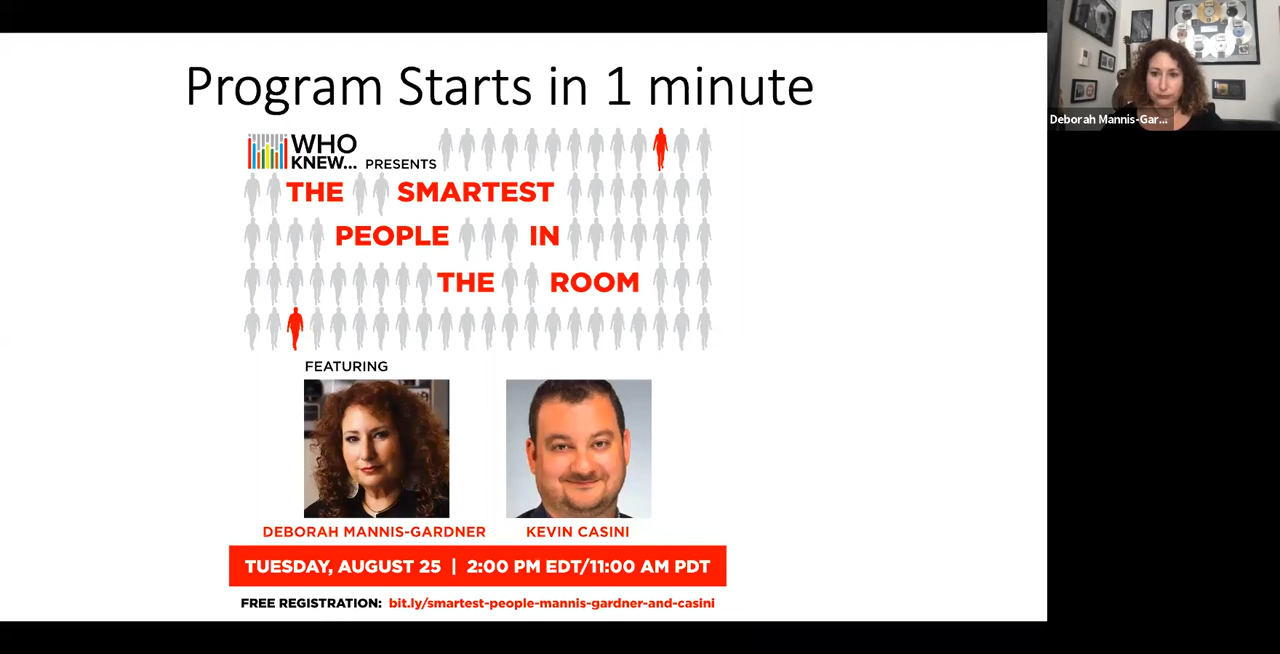 Program Starts in 1 minute
WHO
KNEW... PRESENTS
THE SMARTEST
PEOPLE IN
THE ROOM
FEATURING
DEBORAH MANNIS-GARDNER
KEVIN CASINI
TUESDAY, AUGUST 25 | 2:00 PM EDT/11:00 AM PDT
FREE REGISTRATION: bit.ly/smartest-people-mannis-gardner-and-casini
Deborah Mannis-Gar...